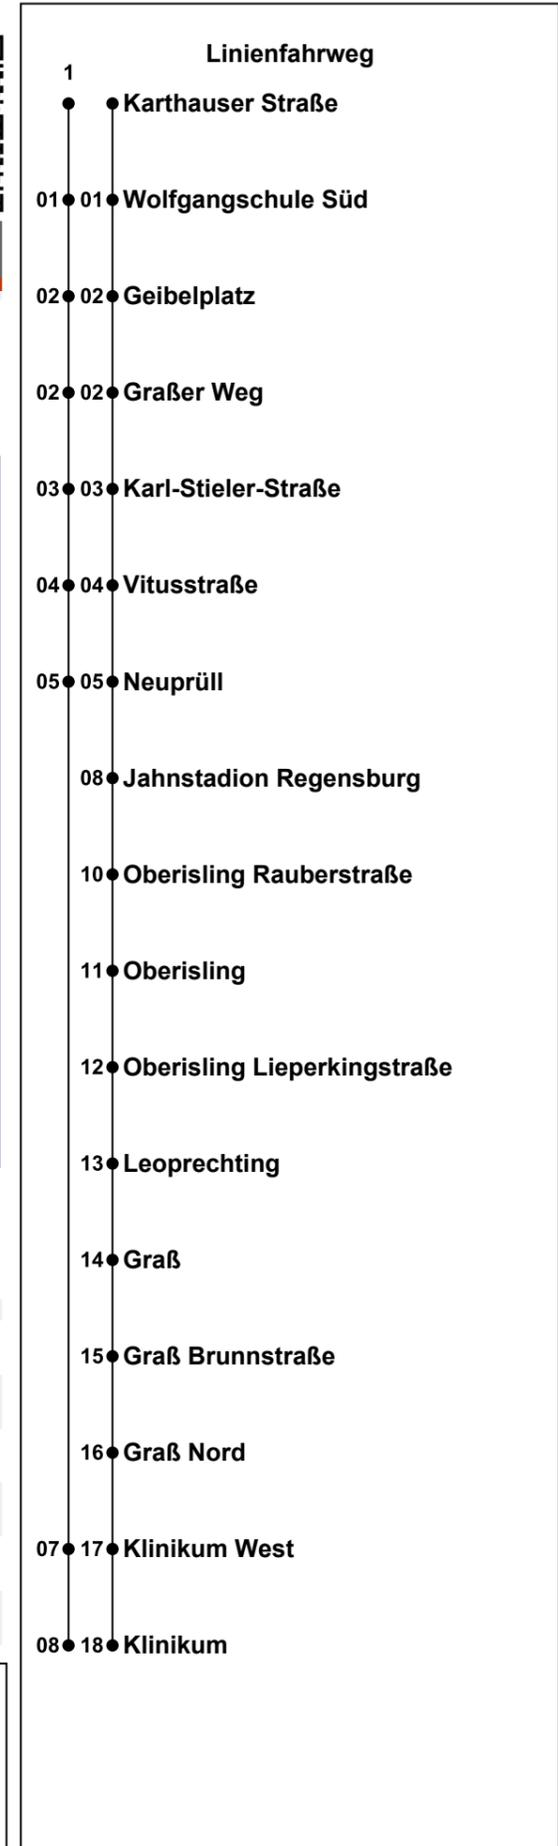 Linienfahrweg
1
Karthauser Straße
01 01 Wolfgangschule Süd
02 02 Geibelplatz
02 02 Graßer Weg
03 03 Karl-Stieler-Straße
04 04 Vitusstraße
05 05 Neuprüll
08 Jahnstadion Regensburg
10 Oberisling Rauberstraße
11 Oberisling
12 Oberisling Lieperkingstraße
13 Leoprechting
14 Graß
15 Graß Brunnstraße
16 Graß Nord
07 17 Klinikum West
08 18 Klinikum